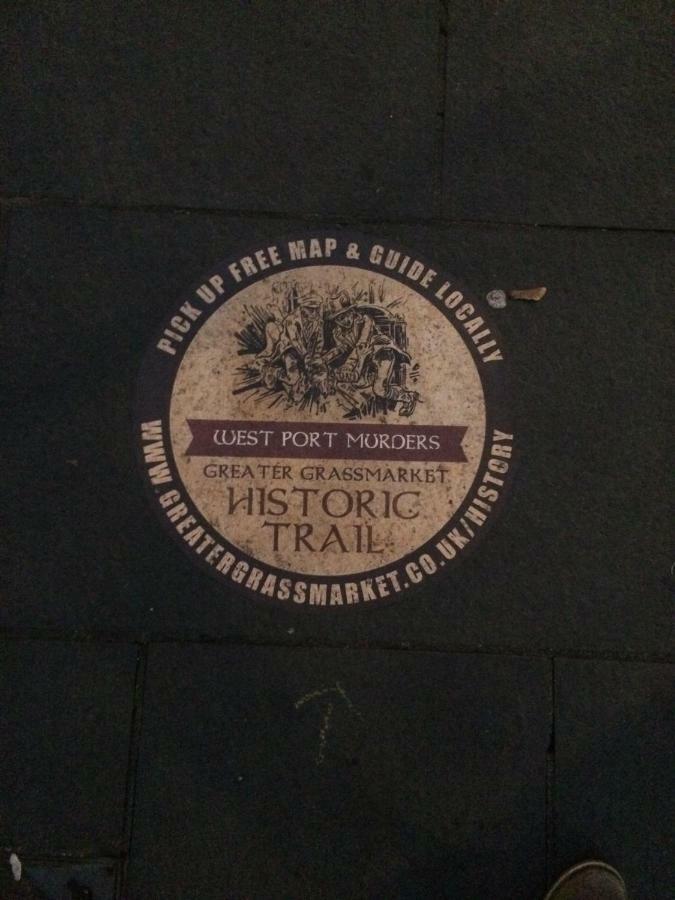 PICK UP FREE MAP & GUIDE LOCALLY
WEST PORT MURDERS
GREATER GRASSMARKET
HISTORIC
TRAIL
WWW.GREATERGRASSMARKET.CO.UK/HISTORY